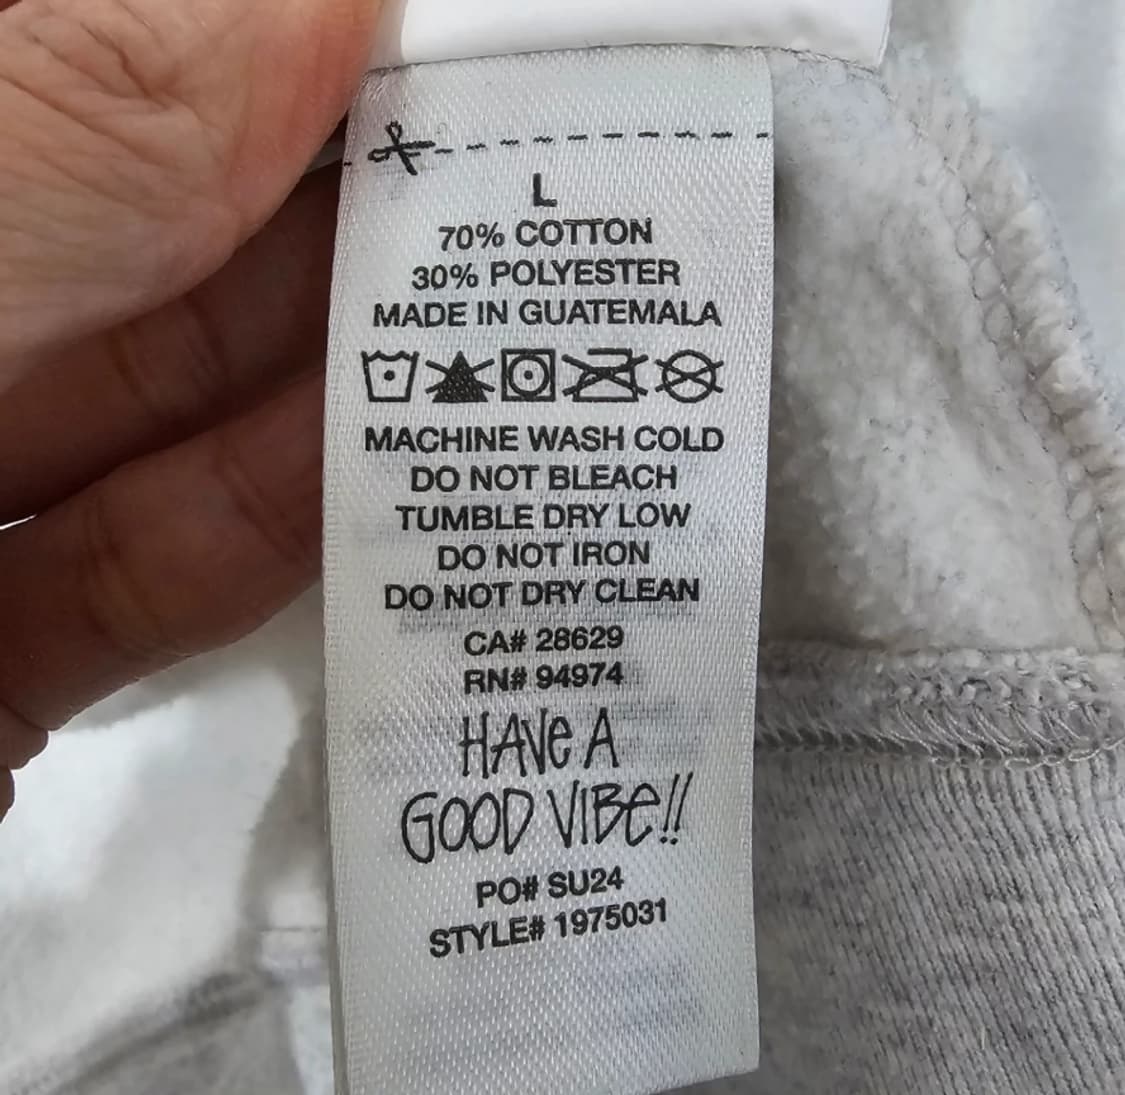 L
70% COTTON
30% POLYESTER
MADE IN GUATEMALA
MACHINE WASH COLD
DO NOT BLEACH
TUMBLE DRY LOW
DO NOT IRON
DO NOT DRY CLEAN
CA# 28629
RN# 94974
HAVe A
GOOD VIBe!!
PO# SU24
STYLE# 1975031